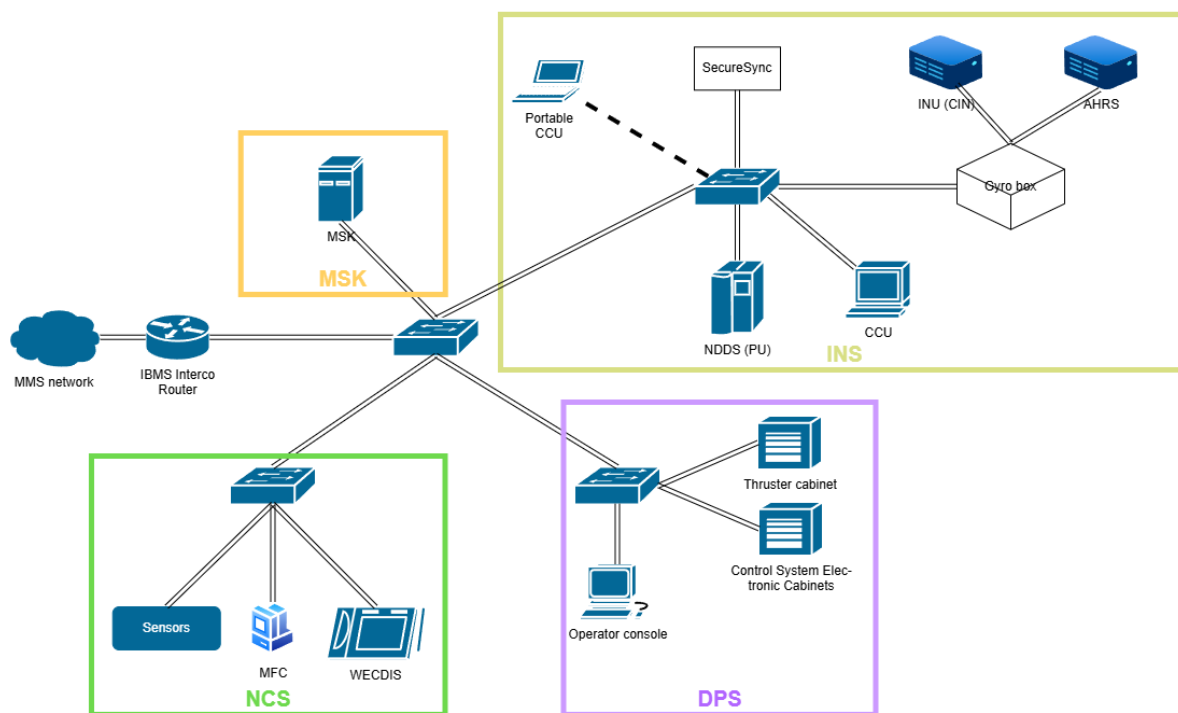 SecureSync
Portable
CCU
INU (CIN)
AHRS
Gyro box
MSK
MSK
NDDS (PU)
CCU
INS
MMS network
IBMS Interco
Router
Thruster cabinet
Control System Elec-
tronic Cabinets
Operator console
DPS
Sensors
MFC
WECDIS
NCS